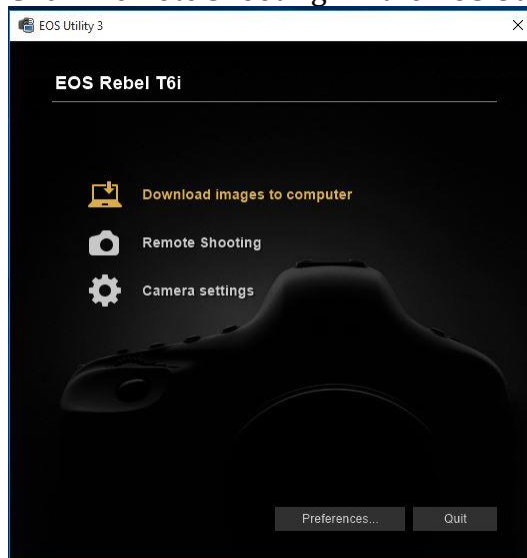 EOS Utility 3
EOS Rebel T6i
Download images to computer
Remote Shooting
Camera settings
Preferences...
Quit